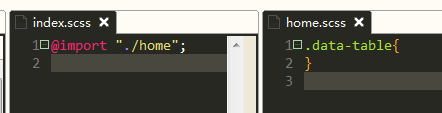 index.scss ×
1 @import "./home";
2
home.scss ×
1 .data-table{
2 }
3